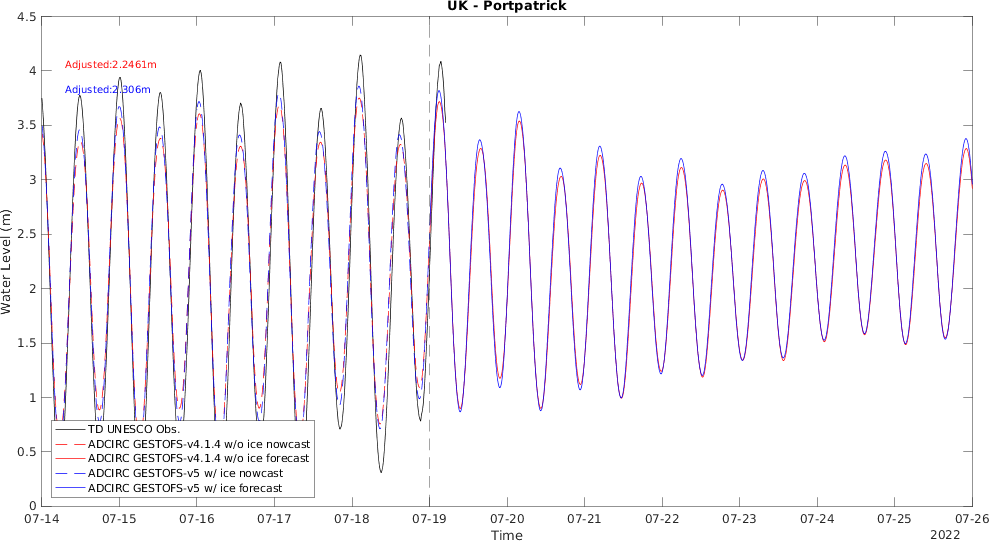 UK - Portpatrick
4.5
4
3.5
3
2.5
2
1.5
1
0.5
0
Water Level (m)
Adjusted:2.2461m
Adjusted:2.306m
TD UNESCO Obs.
ADCIRC GESTOFS-v4.1.4 w/o ice nowcast
ADCIRC GESTOFS-v4.1.4 w/o ice forecast
ADCIRC GESTOFS-v5 w/ ice nowcast
ADCIRC GESTOFS-v5 w/ ice forecast
07-14 07-15 07-16 07-17 07-18 07-19 07-20 07-21 07-22 07-23 07-24 07-25 07-26
Time
2022